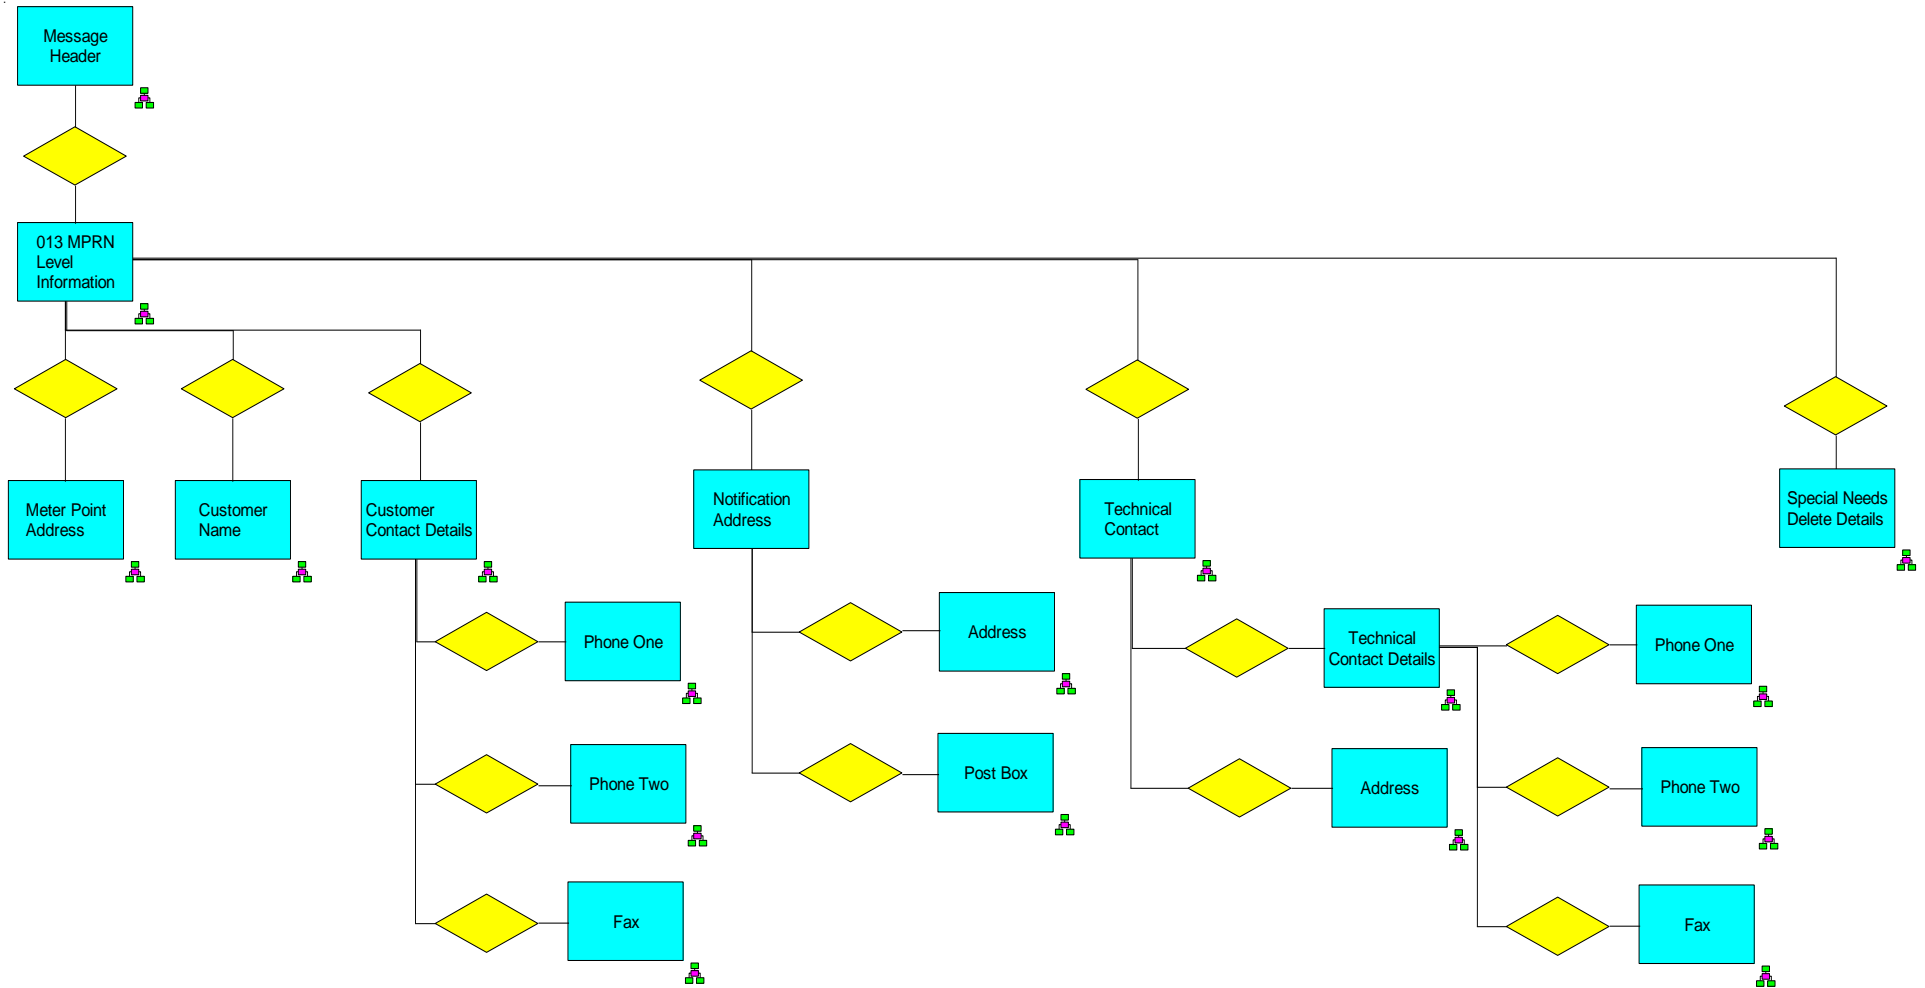 Message
Header
013 MPRN
Level
Information
Meter Point
Address
Customer
Name
Customer
Contact Details
Notification
Address
Technical
Contact
Special Needs
Delete Details
Phone One
Address
Technical
Contact Details
Phone One
Phone Two
Post Box
Address
Phone Two
Fax
Fax